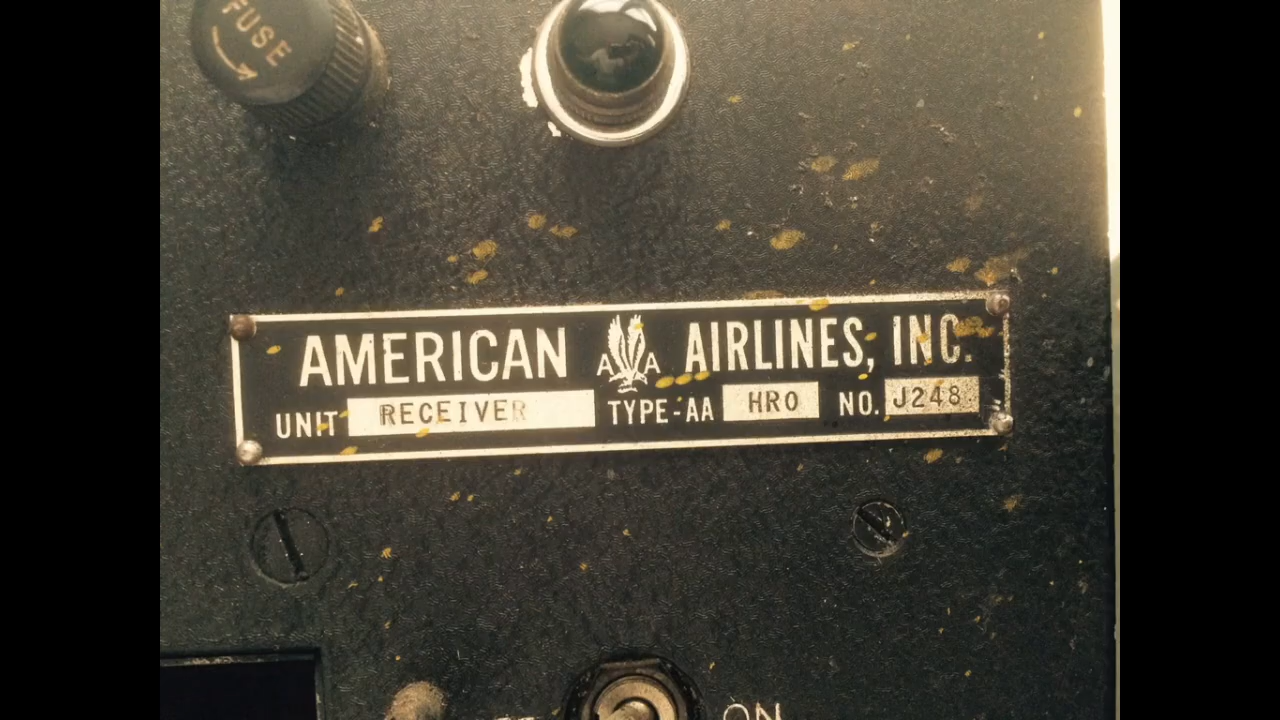 FUSE
AMERICAN AA AIRLINES, INC.
UNIT RECEIVER TYPE-AA HRO NO. J248
ON